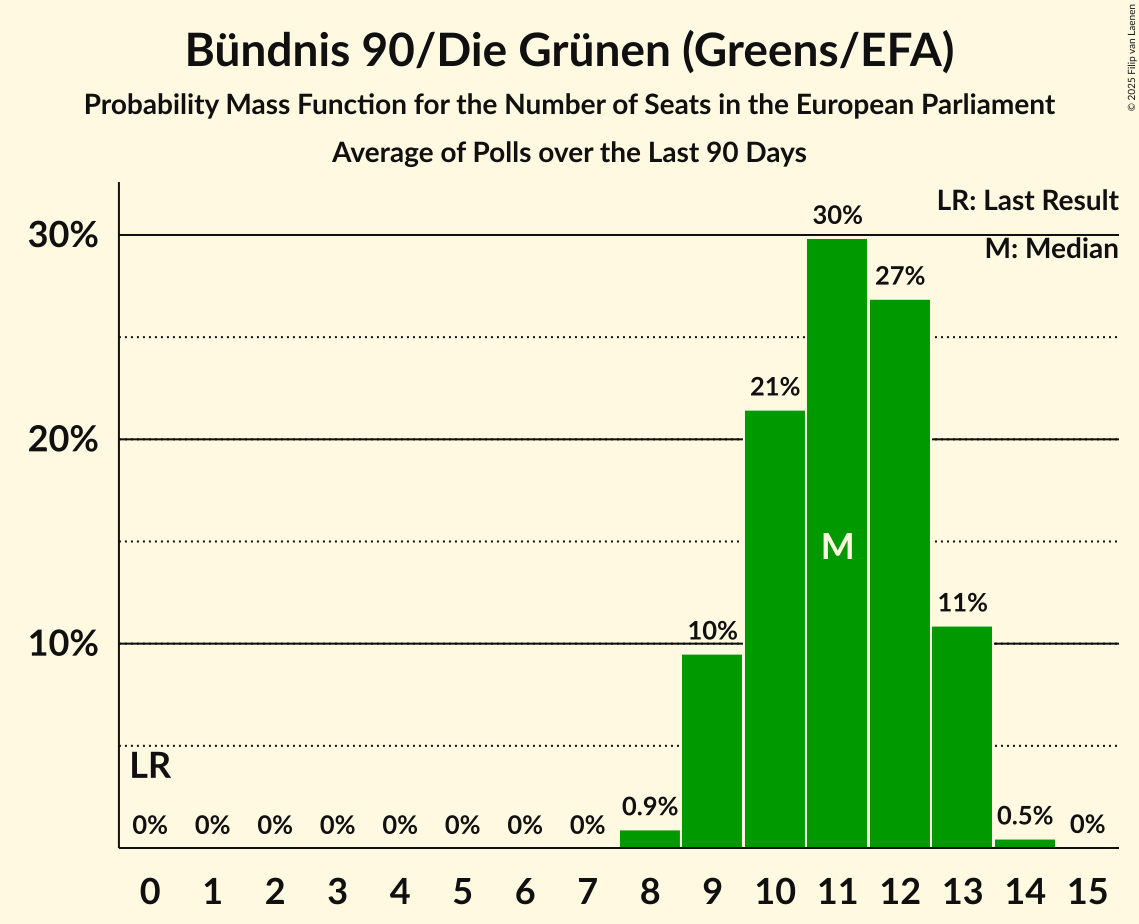 Bündnis 90/Die Grünen (Greens/EFA)
Probability Mass Function for the Number of Seats in the European Parliament
Average of Polls over the Last 90 Days
© 2025 Filip van Laenen
LR: Last Result
M: Median
30%
20%
10%
30%
27%
21%
M
11%
10%
LR
0% 0% 0% 0% 0% 0% 0% 0% 0.9% 0.5% 0%
0 1 2 3 4 5 6 7 8 9 10 11 12 13 14 15